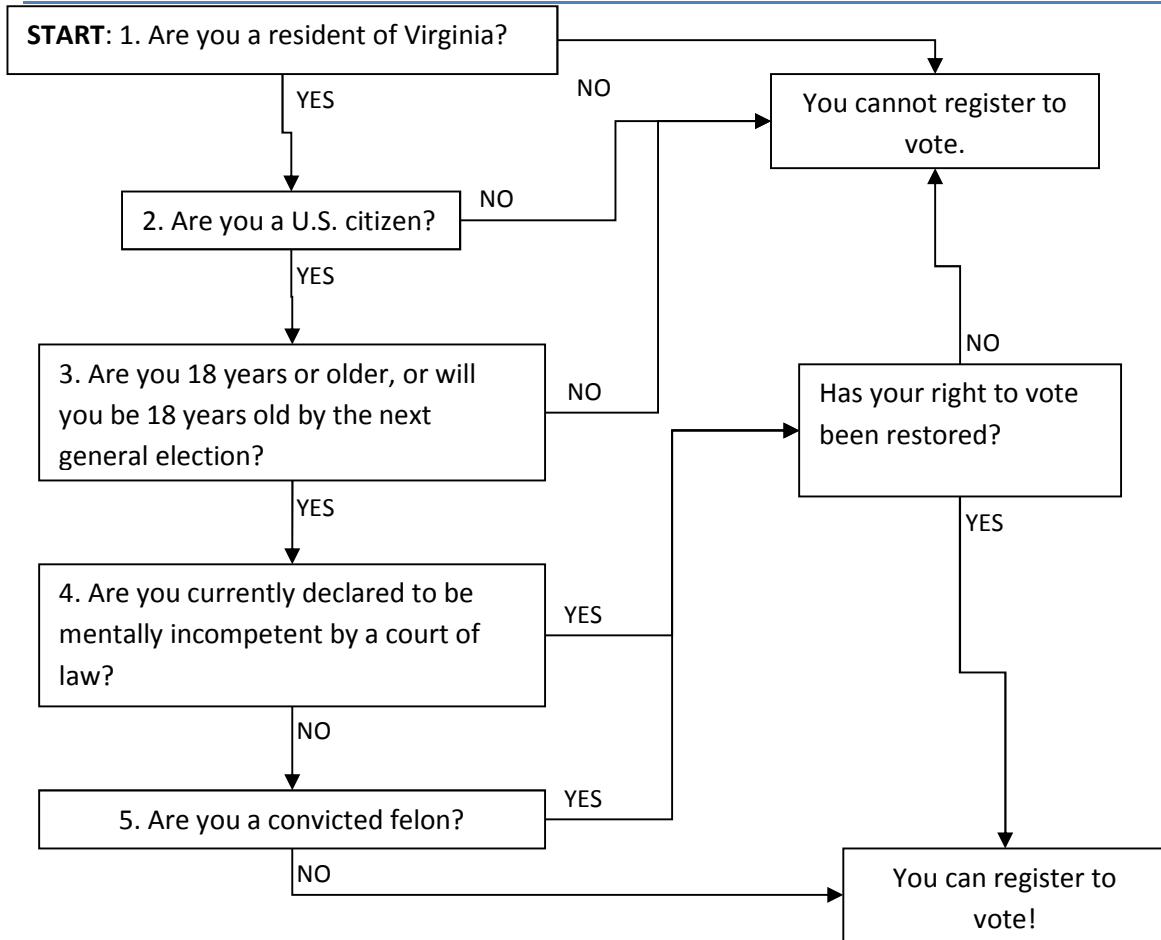 START: 1. Are you a resident of Virginia?
YES
NO
You cannot register to
vote.
2. Are you a U.S. citizen?
NO
YES
3. Are you 18 years or older, or will
you be 18 years old by the next
general election?
NO
YES
NO
Has your right to vote
been restored?
YES
4. Are you currently declared to be
mentally incompetent by a court of
law?
YES
NO
5. Are you a convicted felon?
YES
NO
You can register to
vote!